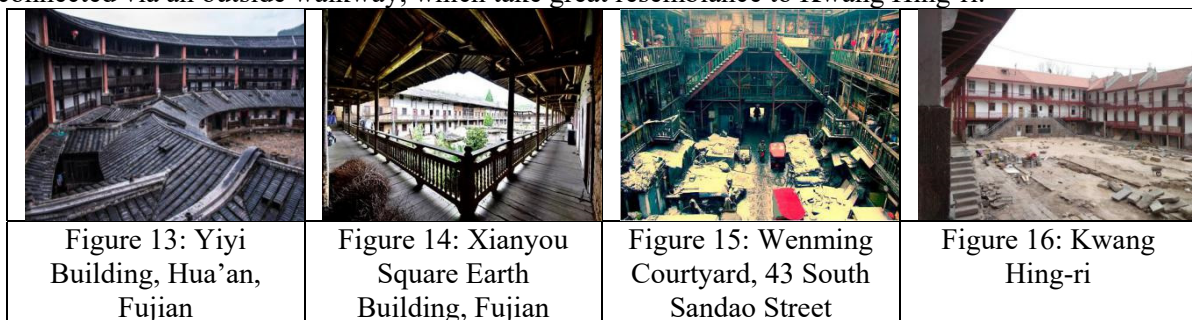 connected via an outside walkway, which take great resemblance to Kwang Hing-ri.
Figure 13: Yiyi
Building, Hua’an,
Fujian
Figure 14: Xianyou
Square Earth
Building, Fujian
Figure 15: Wenming
Courtyard, 43 South
Sandao Street
Figure 16: Kwang
Hing-ri